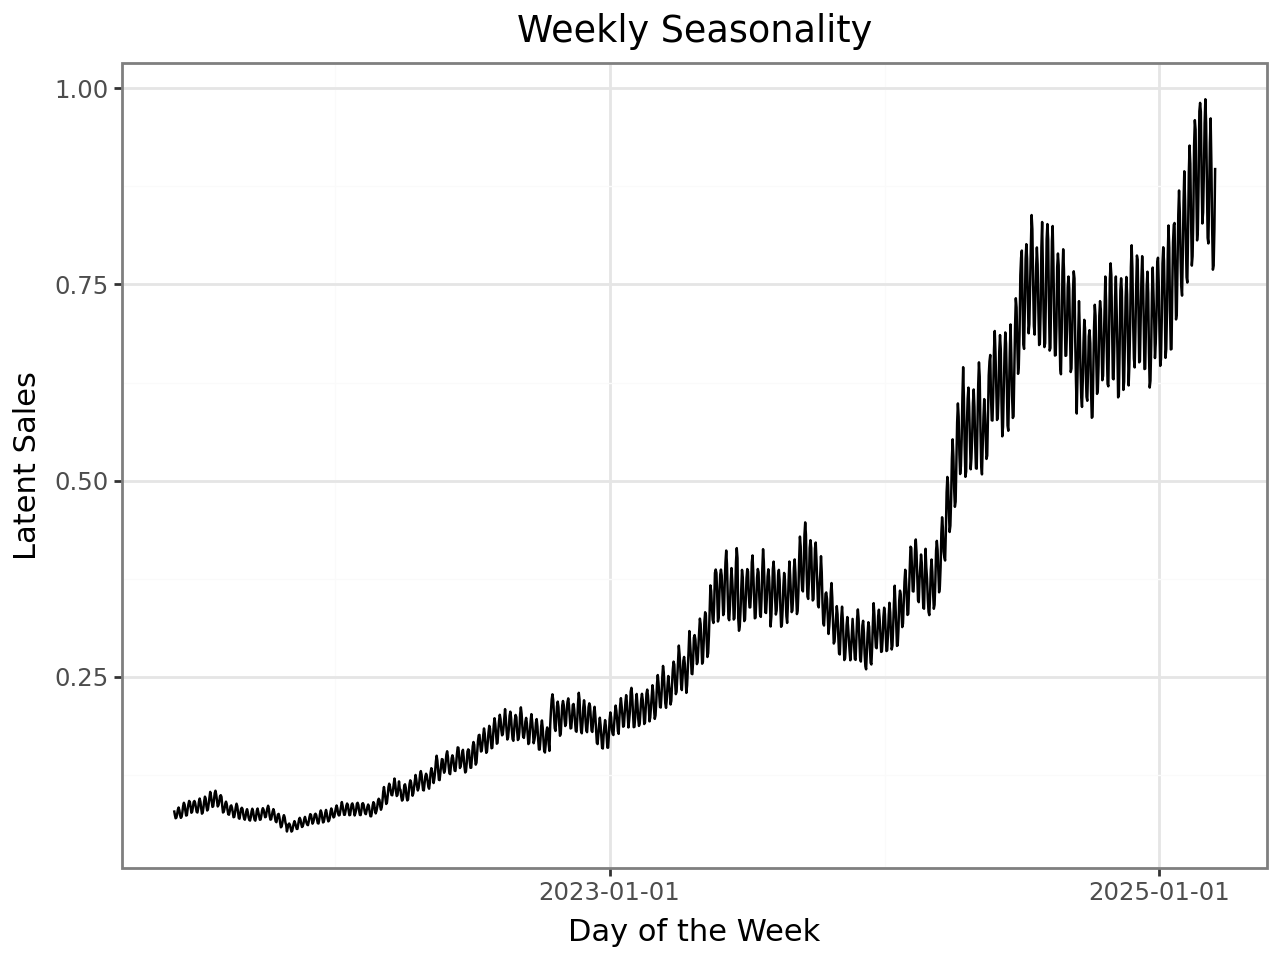 Weekly Seasonality
Latent Sales
1.00
0.75
0.50
0.25
2023-01-01
2025-01-01
Day of the Week